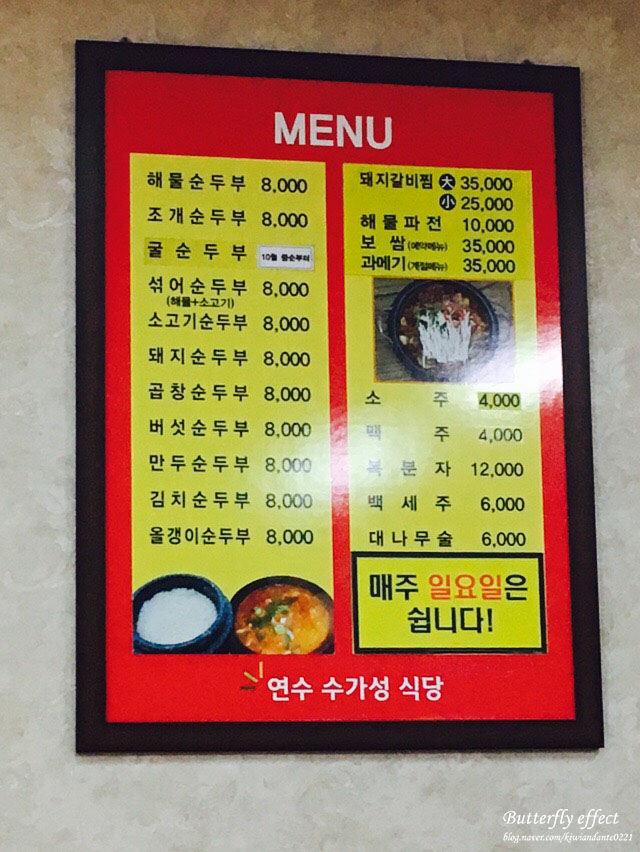 MENU
해물순두부 8,000
조개순두부 8,000
굴순두부 10월 중순부터
섞어순두부 8,000
(해물+소고기)
소고기순두부 8,000
돼지순두부 8,000
곱창순두부 8,000
버섯순두부 8,000
만두순두부 8,000
김치순두부 8,000
올갱이순두부 8,000
돼지갈비찜 大 35,000
小 25,000
해물파전 10,000
보쌈(예약메뉴) 35,000
과메기(계절메뉴) 35,000
소주 4,000
맥주 4,000
복분자 12,000
백세주 6,000
대나무술 6,000
매주 일요일은
쉽니다!
연수 수가성 식당
Butterfly effect
blog.naver.com/kiwiandante0221